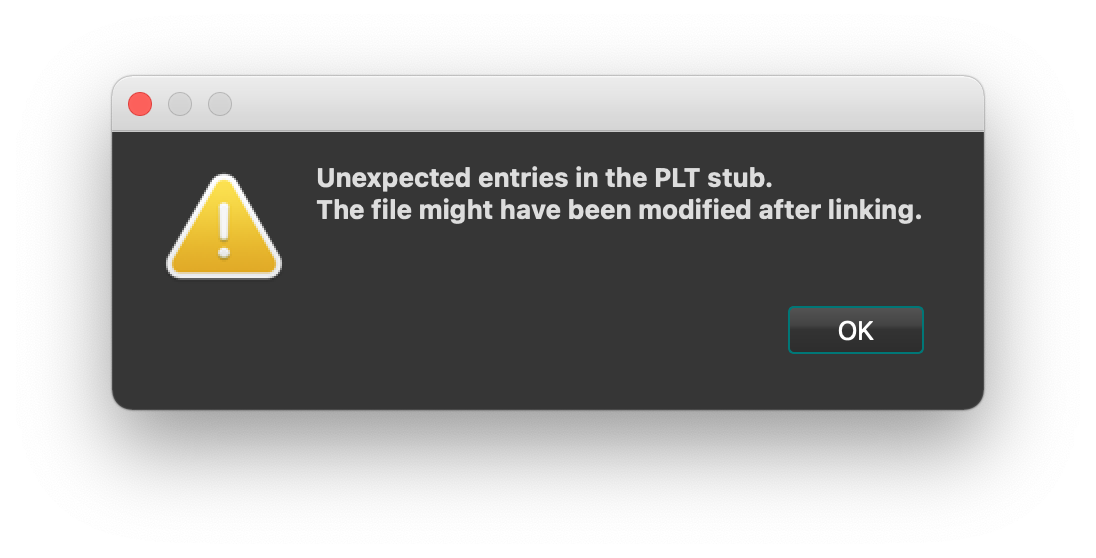 Unexpected entries in the PLT stub.
The file might have been modified after linking.
OK